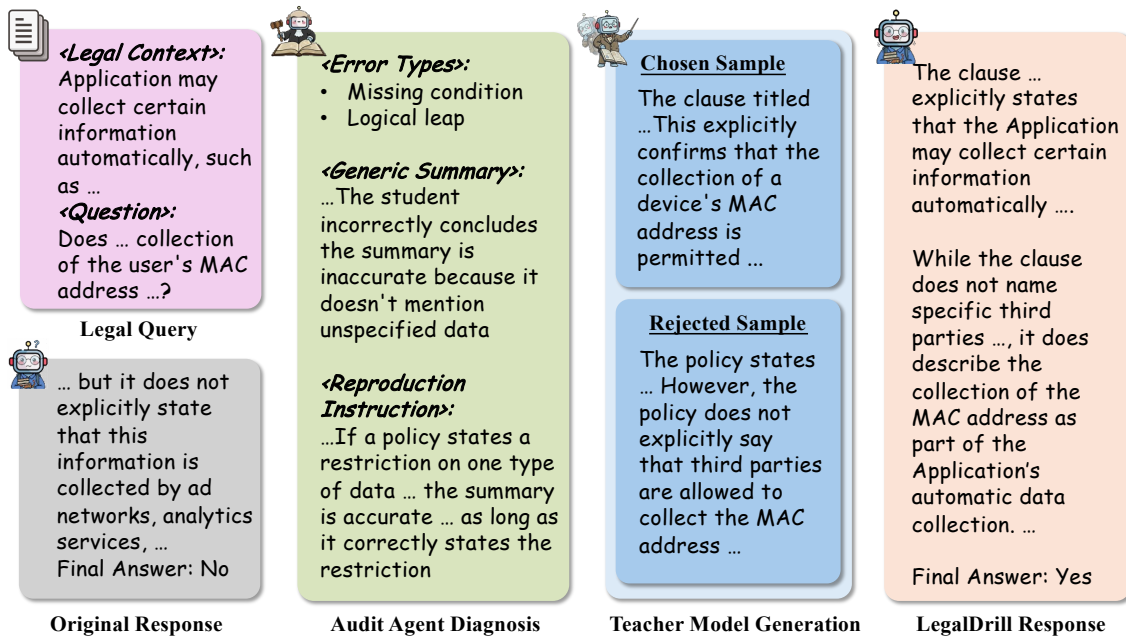 <Legal Context>:
Application may
collect certain
information
automatically, such
as …
<Question>:
Does … collection
of the user's MAC
address …?
Legal Query
… but it does not
explicitly state
that this
information is
collected by ad
networks, analytics
services, …
Final Answer: No
Original Response
<Error Types>:
• Missing condition
• Logical leap
<Generic Summary>:
…The student
incorrectly concludes
the summary is
inaccurate because it
doesn't mention
unspecified data
<Reproduction
Instruction>:
…If a policy states a
restriction on one type
of data … the summary
is accurate … as long as
it correctly states the
restriction
Audit Agent Diagnosis
Chosen Sample
The clause titled
…This explicitly
confirms that the
collection of a
device's MAC
address is
permitted …
Rejected Sample
The policy states
… However, the
policy does not
explicitly say
that third parties
are allowed to
collect the MAC
address …
Teacher Model Generation
The clause …
explicitly states
that the Application
may collect certain
information
automatically ….
While the clause
does not name
specific third
parties …, it does
describe the
collection of the
MAC address as
part of the
Application's
automatic data
collection. …
Final Answer: Yes
LegalDrill Response